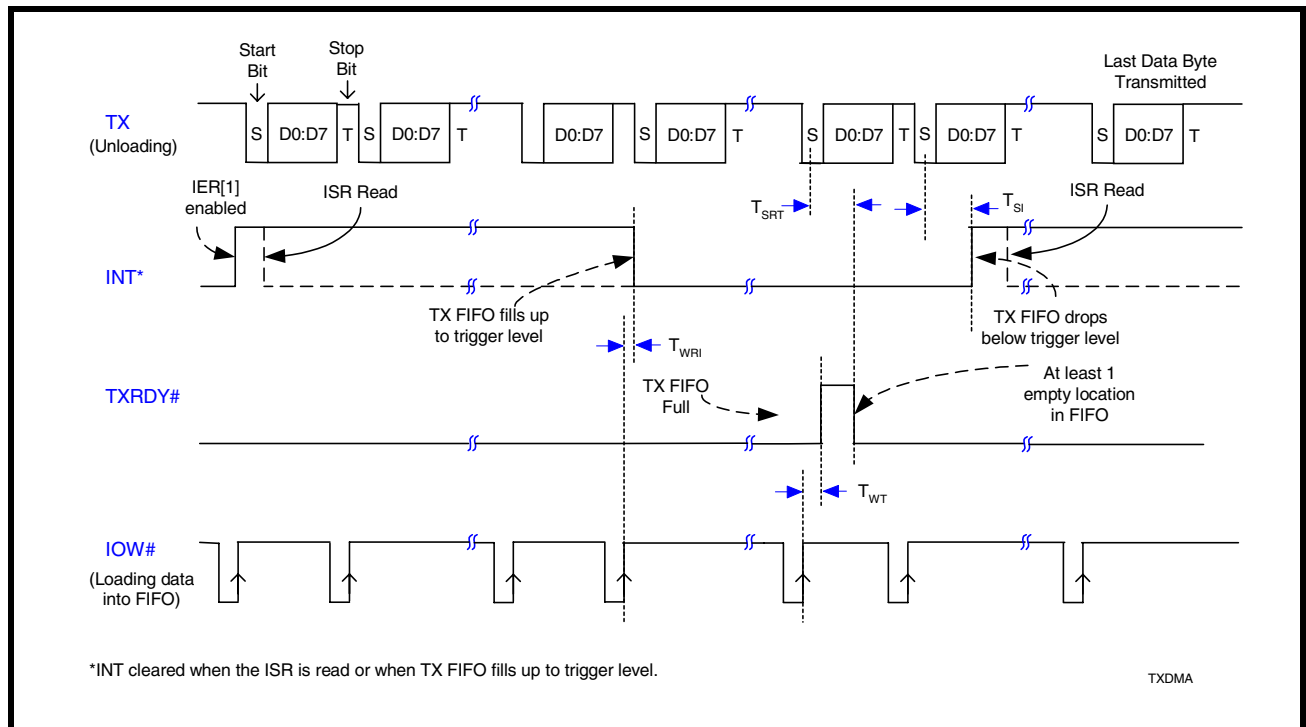 Start
Bit
Stop
Bit
Last Data Byte
Transmitted
TX
(Unloading)
S D0:D7 T S D0:D7 T D0:D7 T S D0:D7 T S D0:D7 T S D0:D7 T S D0:D7 T
IER[1]
enabled
ISR Read
TSRT
TSI
ISR Read
INT*
TX FIFO fills up
to trigger level
TX FIFO drops
below trigger level
TWRI
TXRDY#
TX FIFO
Full
At least 1
empty location
in FIFO
TWT
IOW#
(Loading data
into FIFO)
*INT cleared when the ISR is read or when TX FIFO fills up to trigger level.
TXDMA